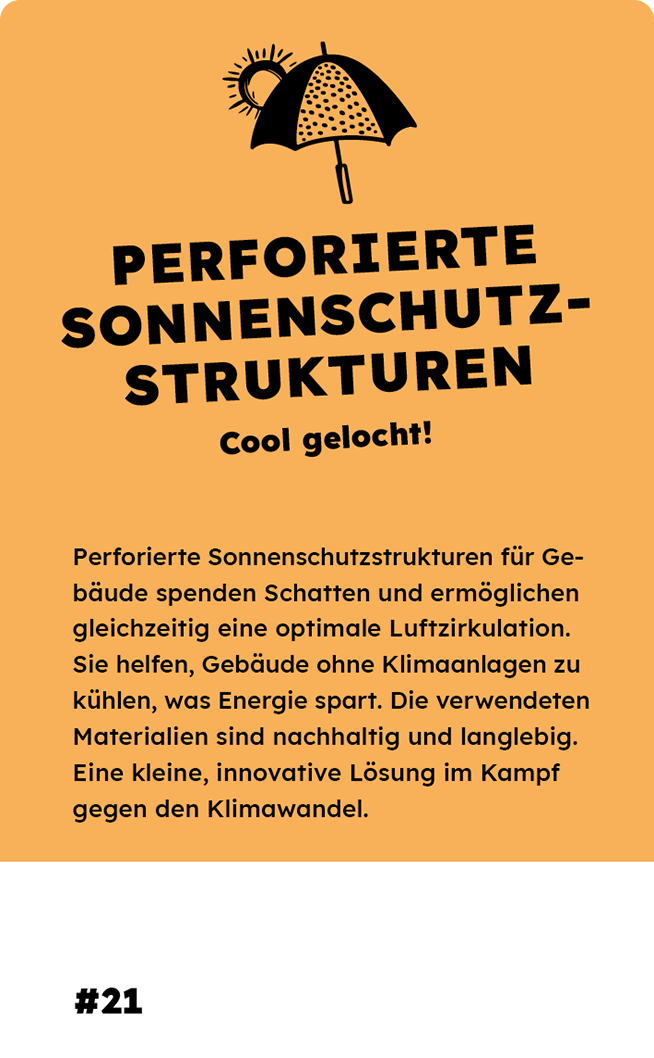 PERFORIERTE
SONNENSCHUTZ-
STRUKTUREN
Cool gelocht!
Perforierte Sonnenschutzstrukturen für Ge-
bäude spenden Schatten und ermöglichen
gleichzeitig eine optimale Luftzirkulation.
Sie helfen, Gebäude ohne Klimaanlagen zu
kühlen, was Energie spart. Die verwendeten
Materialien sind nachhaltig und langlebig.
Eine kleine, innovative Lösung im Kampf
gegen den Klimawandel.
#21